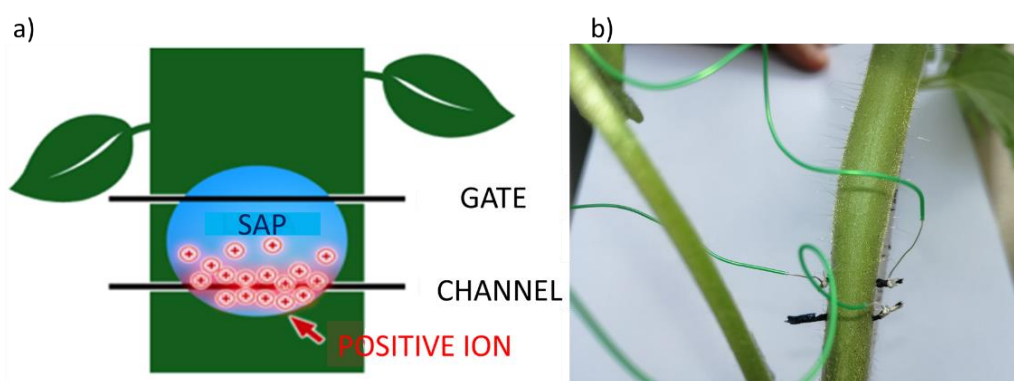 a)
b)
GATE
SAP
CHANNEL
POSITIVE ION